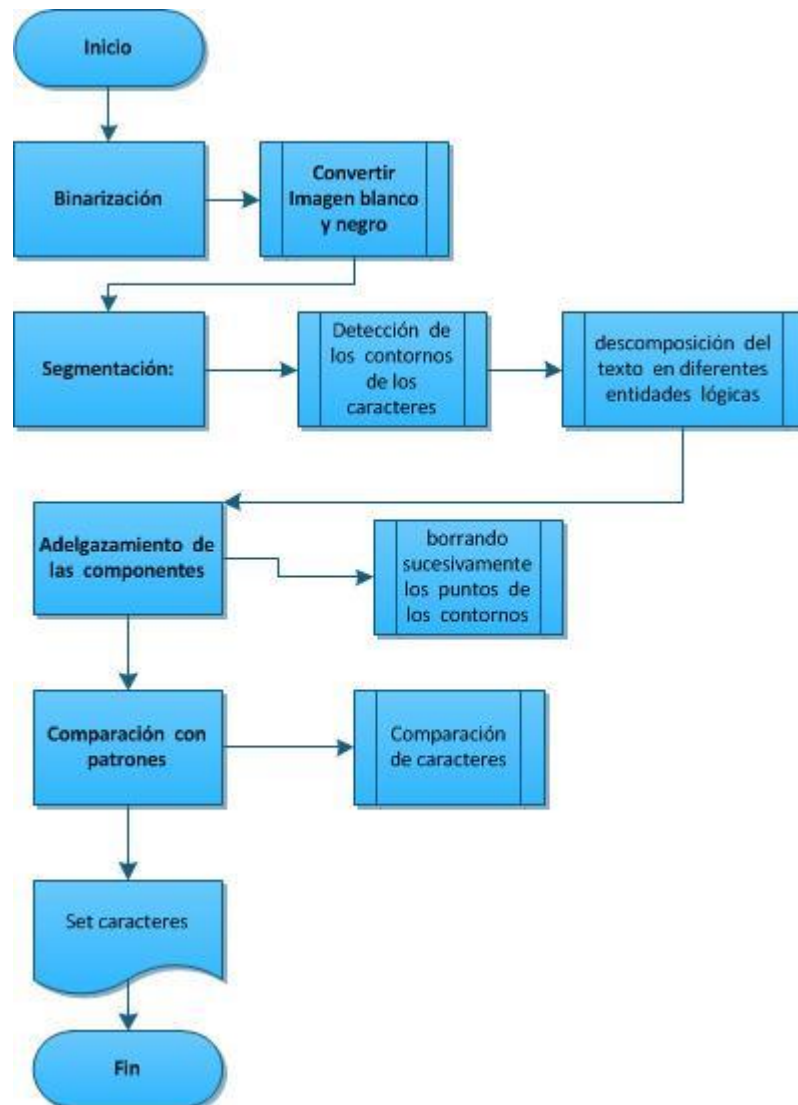 Inicio
Binarización
Convertir
Imagen blanco
y negro
Segmentación:
Detección de
los contornos
de los
caracteres
descomposición del
texto en diferentes
entidades lógicas
Adelgazamiento de
las componentes
borrando
sucesivamente
los puntos de
los contornos
Comparación con
patrones
Comparación
de caracteres
Set caracteres
Fin